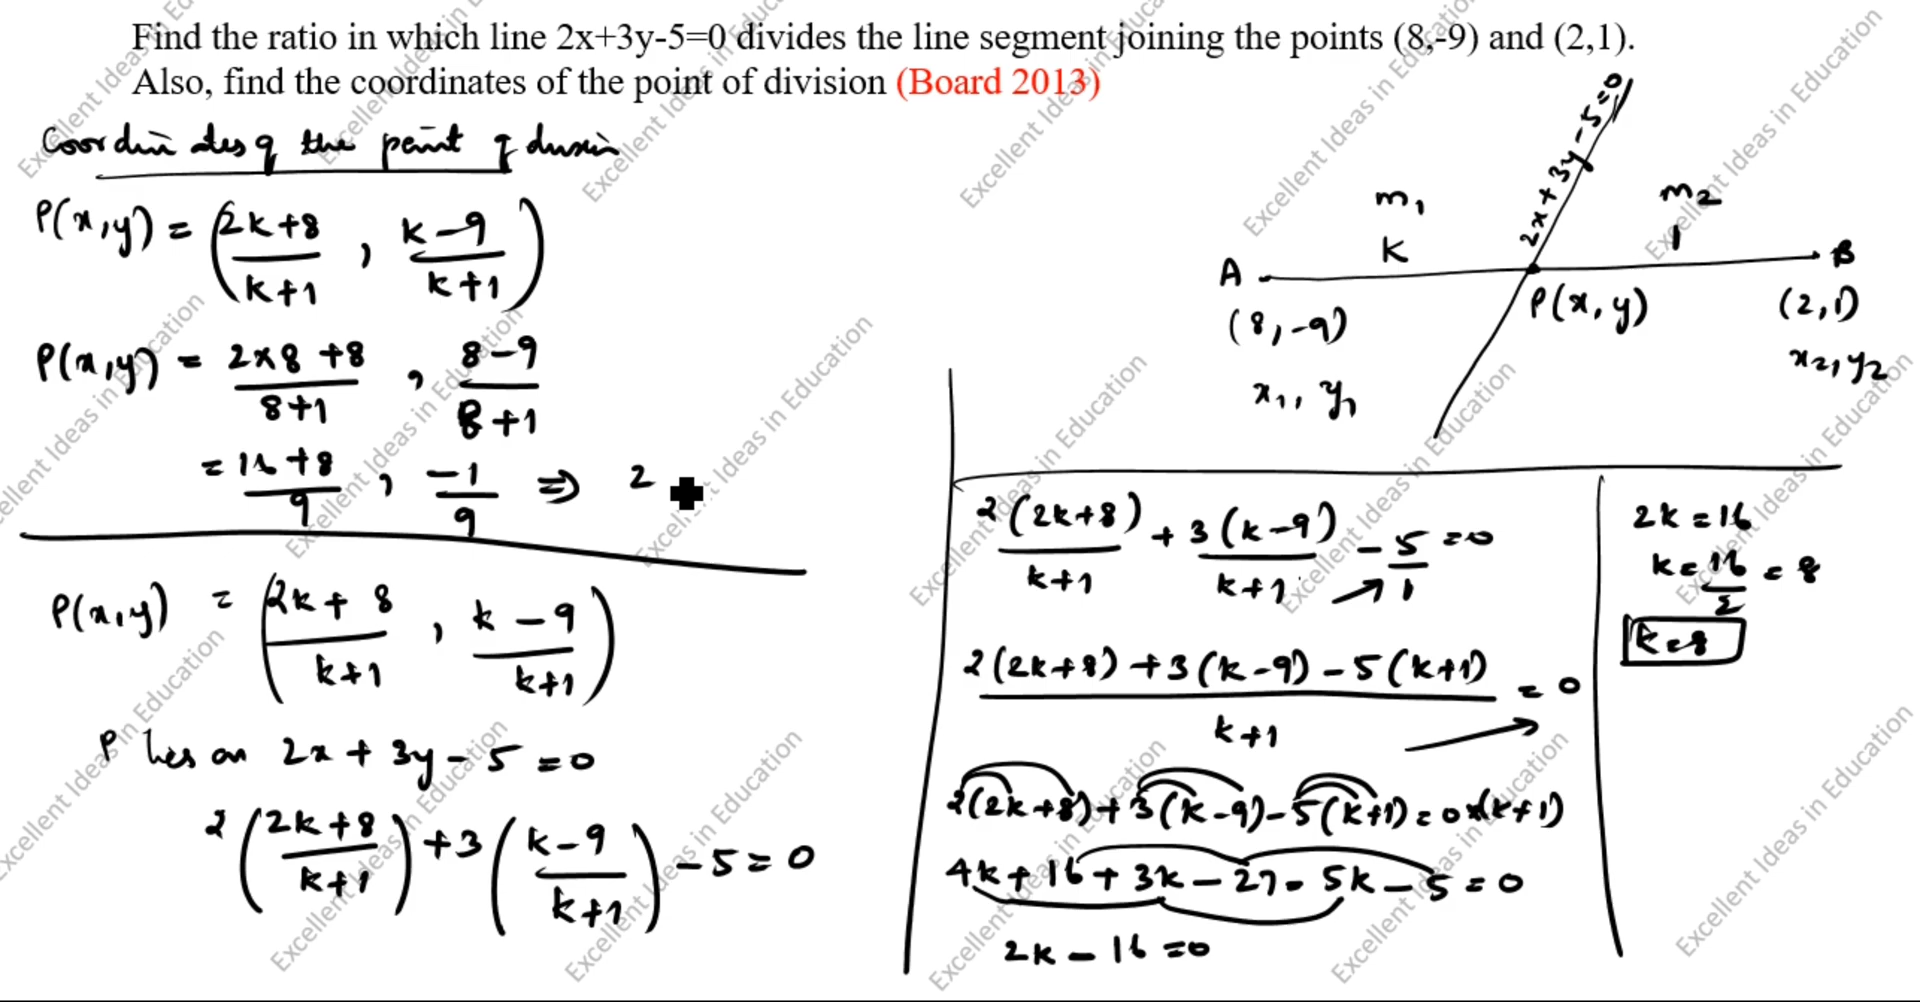 Find the ratio in which line 2x+3y-5=0 divides the line segment joining the points (8,-9) and (2,1).
Also, find the coordinates of the point of division (Board 2013)
Coordinates of the point of
P(x,y) = (2k+8/k+1 , k-9/k+1)
P(x,y) = 2×8+8/8+1 , 8-9/8+1
= 16+8/9 , -1/9 ⇒ 2
P(x,y) = (2k+8/k+1 , k-9/k+1)
P lies on 2x+3y-5=0
2(2k+8/k+1)+3(k-9/k+1)-5=0
2x+3y-5=0
m1 m2
k 1
A B
P(x,y)
(8,-9) (2,1)
x1, y1 x2, y2
2(2k+8)/k+1 + 3(k-9)/k+1 - 5/1 = 0
2(2k+8)+3(k-9)-5(k+1)/k+1 = 0
2(2k+8)+3(k-9)-5(k+1)=0×(k+1)
4k+16+3k-27-5k-5=0
2k-16=0
2k=16
k=16/2=8
k=8
Excellent Ideas in Education